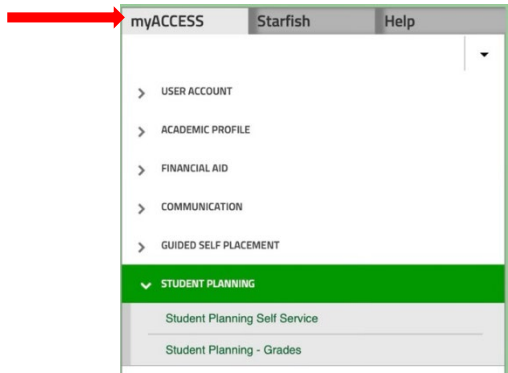 myACCESS Starfish Help
USER ACCOUNT
ACADEMIC PROFILE
FINANCIAL AID
COMMUNICATION
GUIDED SELF PLACEMENT
STUDENT PLANNING
Student Planning Self Service
Student Planning - Grades